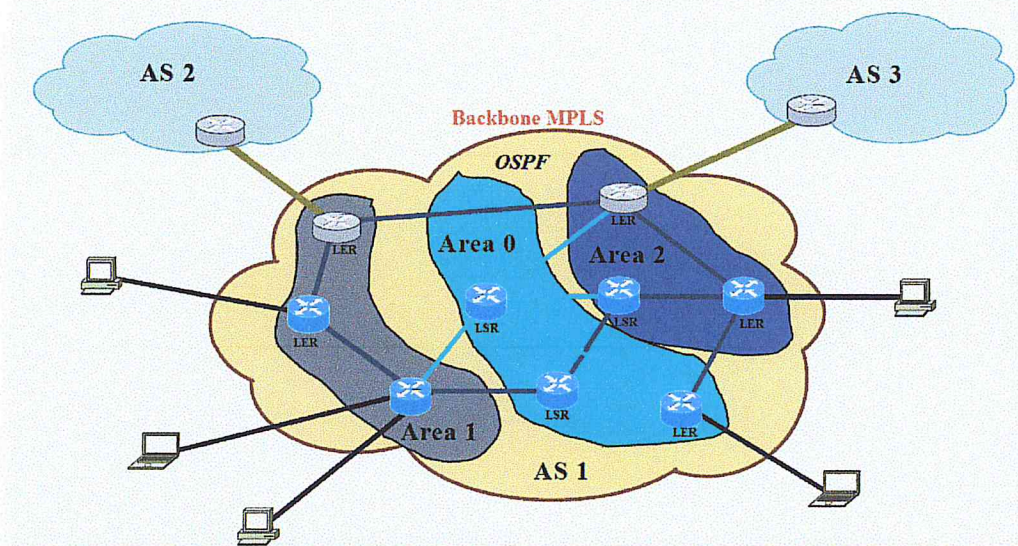 AS 2
AS 3
Backbone MPLS
OSPF
LER
LER
Area 0
Area 2
LSR
LSR
LER
LER
LSR
LER
Area 1
AS 1